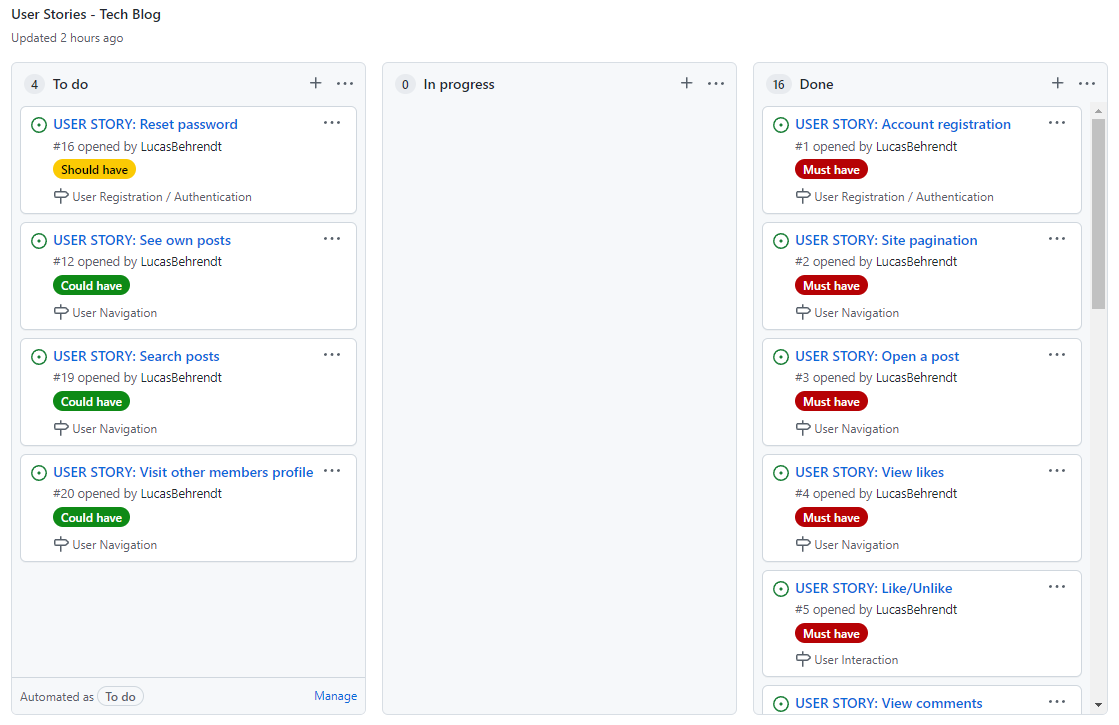 User Stories - Tech Blog
Updated 2 hours ago
4 To do
USER STORY: Reset password
#16 opened by LucasBehrendt
Should have
User Registration / Authentication
USER STORY: See own posts
#12 opened by LucasBehrendt
Could have
User Navigation
USER STORY: Search posts
#19 opened by LucasBehrendt
Could have
User Navigation
USER STORY: Visit other members profile
#20 opened by LucasBehrendt
Could have
User Navigation
Automated as To do Manage
0 In progress
16 Done
USER STORY: Account registration
#1 opened by LucasBehrendt
Must have
User Registration / Authentication
USER STORY: Site pagination
#2 opened by LucasBehrendt
Must have
User Navigation
USER STORY: Open a post
#3 opened by LucasBehrendt
Must have
User Navigation
USER STORY: View likes
#4 opened by LucasBehrendt
Must have
User Navigation
USER STORY: Like/Unlike
#5 opened by LucasBehrendt
Must have
User Interaction
USER STORY: View comments